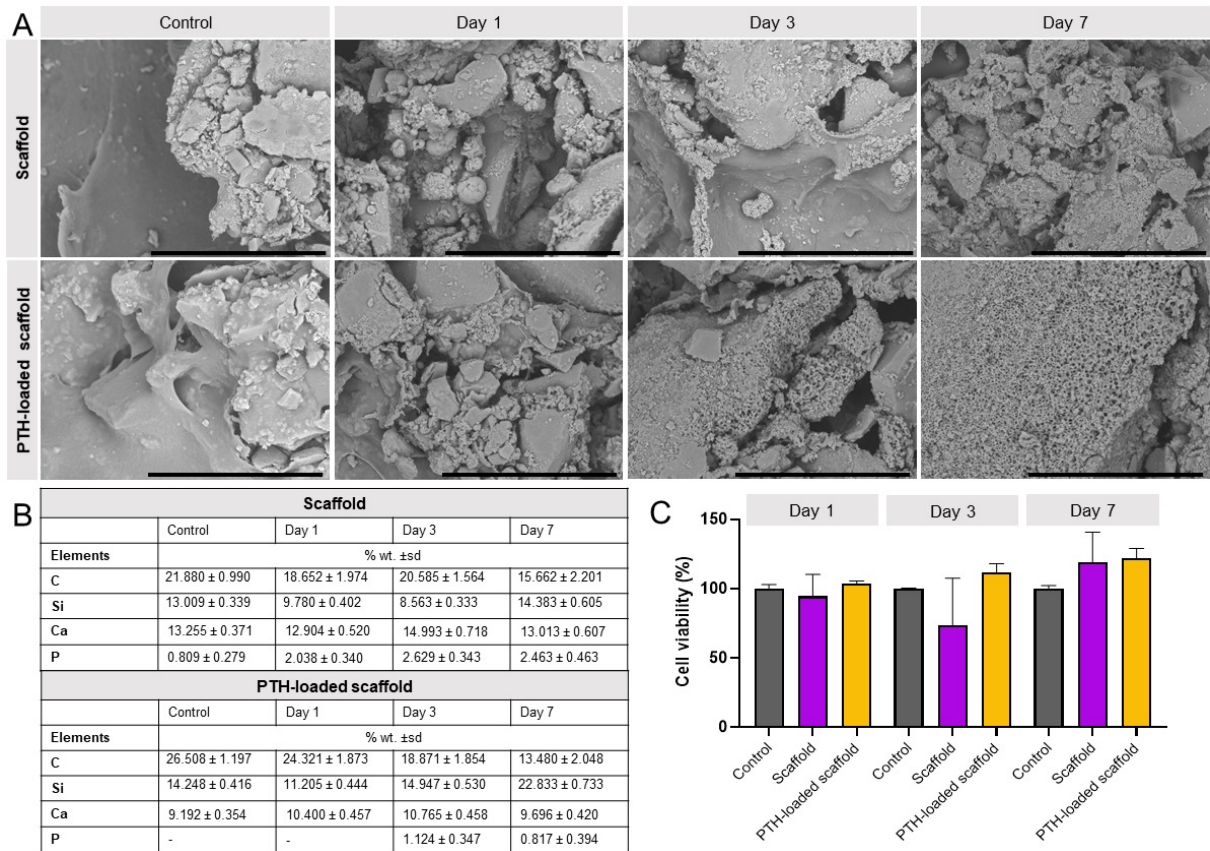 A
Control Day 1 Day 3 Day 7
Scaffold
PTH-loaded scaffold
B
Scaffold
Control Day 1 Day 3 Day 7
Elements % wt. ±sd
C 21.880 ± 0.990 18.652 ± 1.974 20.585 ± 1.564 15.662 ± 2.201
Si 13.009 ± 0.339 9.780 ± 0.402 8.563 ± 0.333 14.383 ± 0.605
Ca 13.255 ± 0.371 12.904 ± 0.520 14.993 ± 0.718 13.013 ± 0.607
P 0.809 ± 0.279 2.038 ± 0.340 2.629 ± 0.343 2.463 ± 0.463
PTH-loaded scaffold
Control Day 1 Day 3 Day 7
Elements % wt. ±sd
C 26.508 ± 1.197 24.321 ± 1.873 18.871 ± 1.854 13.480 ± 2.048
Si 14.248 ± 0.416 11.205 ± 0.444 14.947 ± 0.530 22.833 ± 0.733
Ca 9.192 ± 0.354 10.400 ± 0.457 10.765 ± 0.458 9.696 ± 0.420
P - - 1.124 ± 0.347 0.817 ± 0.394
C
Day 1 Day 3 Day 7
Cell viability (%)
150
100
50
0
Control Scaffold PTH-loaded scaffold Control Scaffold PTH-loaded scaffold Control Scaffold PTH-loaded scaffold